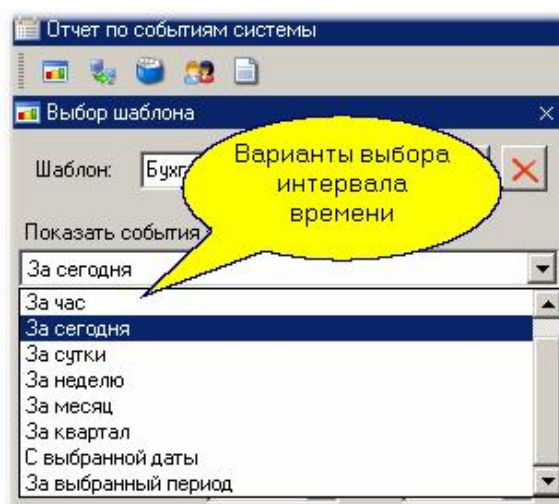 Отчет по событиям системы
Выбор шаблона
Шаблон:
Варианты выбора
интервала
времени
Показать события
За сегодня
За час
За сегодня
За сутки
За неделю
За месяц
За квартал
С выбранной даты
За выбранный период